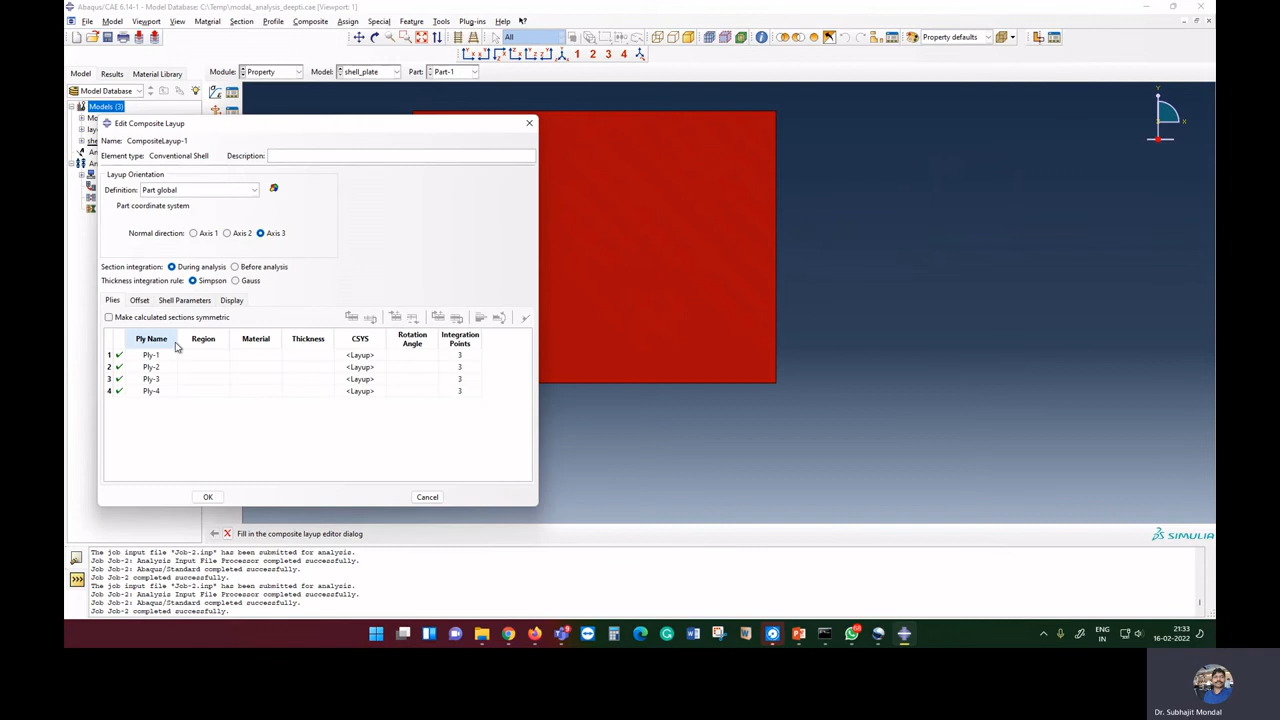 Abaqus/CAE 6.14-1 - Model Database: C:\Temp\modaL_analysis_deepti.cae [Viewport: 1]
File Model Viewport View Material Section Profile Composite Assign Special Feature Tools Plug-ins Help
All Property defaults
1 2 3 4
Model Results Material Library Module: Property Model: shell_plate Part: Part-1
Model Database
Models (3)
Edit Composite Layup
Name: CompositeLayup-1
Element type: Conventional Shell Description:
Layup Orientation
Definition: Part global
Part coordinate system
Normal direction: Axis 1 Axis 2 Axis 3
Section integration: During analysis Before analysis
Thickness integration rule: Simpson Gauss
Plies Offset Shell Parameters Display
Make calculated sections symmetric
Ply Name Region Material Thickness CSYS Rotation Angle Integration Points
1 Ply-1 <Layup> 3
2 Ply-2 <Layup> 3
3 Ply-3 <Layup> 3
4 Ply-4 <Layup> 3
OK Cancel
Y
X
Fill in the composite layup editor dialog
SIMULIA
The job input file "Job-2.inp" has been submitted for analysis.
Job Job-2: Analysis Input File Processor completed successfully.
Job Job-2: Abaqus/Standard completed successfully.
Job Job-2 completed successfully.
The job input file "Job-2.inp" has been submitted for analysis.
Job Job-2: Analysis Input File Processor completed successfully.
Job Job-2: Abaqus/Standard completed successfully.
Job Job-2 completed successfully.
ENG
IN
21:33
16-02-2022
Dr. Subhajit Mondal